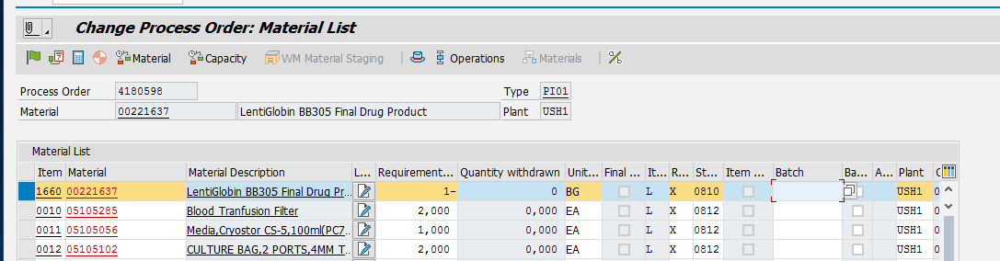 Change Process Order: Material List
Material Capacity WM Material Staging Operations Materials
Process Order 4180598 Type PI01
Material 00221637 LentiGlobin BB305 Final Drug Product Plant USH1
Material List
Item Material Material Description L... Requirement... Quantity withdrawn Unit... Final ... It... R... St... Item ... Batch Ba... A... Plant
1660 00221637 LentiGlobin BB305 Final Drug Pr... 1- 0 BG L X 0810 USH1
0010 05105285 Blood Tranfusion Filter 2,000 0,000 EA L X 0812 USH1
0011 05105056 Media,Cryostor CS-5,100ml(PC7... 1,000 0,000 EA L X 0812 USH1
0012 05105102 CULTURE BAG,2 PORTS,4MM T... 2,000 0,000 EA L X 0812 USH1